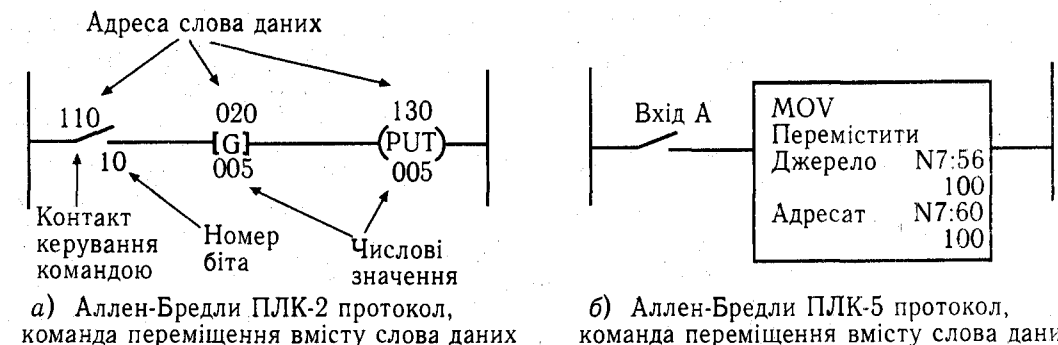 Адреса слова даних
110
020
130
[G]
(PUT)
10
005
005
Контакт
керування
командою
Номер
біта
Числові
значення
а) Аллен-Бредли ПЛК-2 протокол,
команда переміщення вмісту слова даних
Вхід А
MOV
Перемістити
Джерело N7:56
100
Адресат N7:60
100
б) Аллен-Бредли ПЛК-5 протокол,
команда переміщення вмісту слова дани